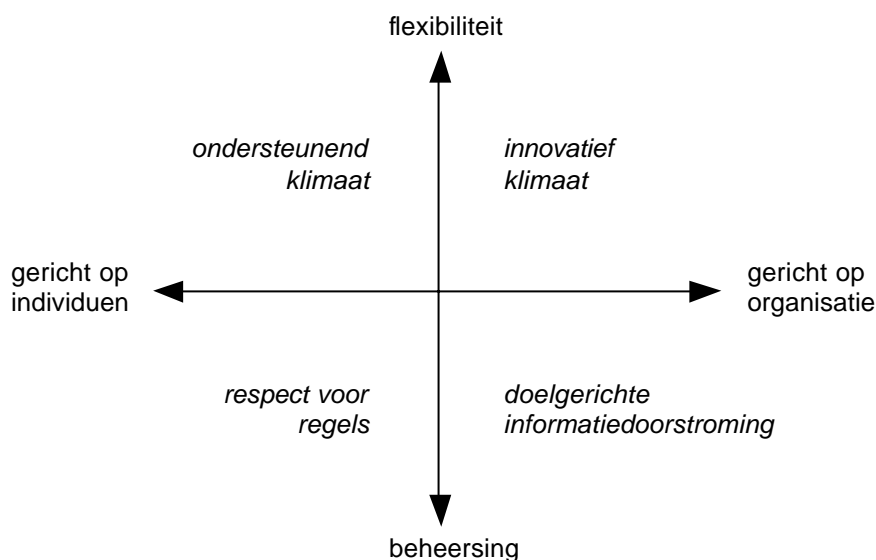 flexibiliteit
ondersteunend
klimaat
innovatief
klimaat
gericht op
individuen
gericht op
organisatie
respect voor
regels
doelgerichte
informatiedoorstroming
beheersing